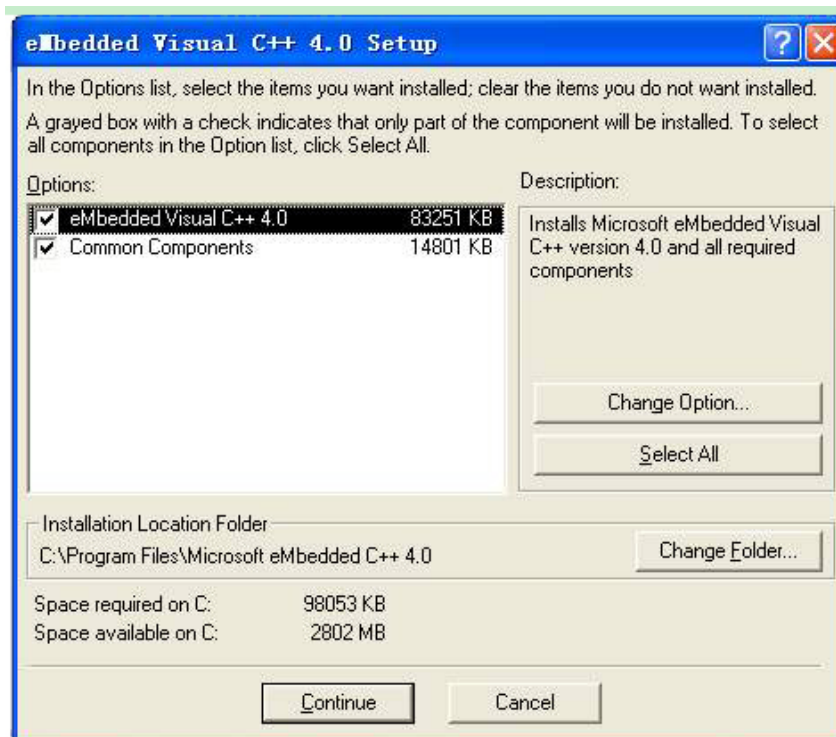 eMbedded Visual C++ 4.0 Setup
In the Options list, select the items you want installed; clear the items you do not want installed.
A grayed box with a check indicates that only part of the component will be installed. To select
all components in the Option list, click Select All.
Options:
eMbedded Visual C++ 4.0 83251 KB
Common Components 14801 KB
Description:
Installs Microsoft eMbedded Visual
C++ version 4.0 and all required
components
Change Option...
Select All
Installation Location Folder
C:\Program Files\Microsoft eMbedded C++ 4.0
Change Folder...
Space required on C: 98053 KB
Space available on C: 2802 MB
Continue
Cancel